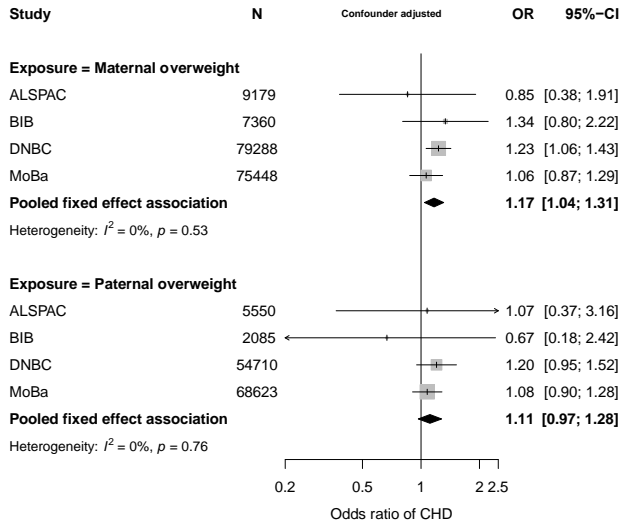 Study N Confounder adjusted OR 95%−CI
Exposure = Maternal overweight
ALSPAC 9179 0.85 [0.38; 1.91]
BIB 7360 1.34 [0.80; 2.22]
DNBC 79288 1.23 [1.06; 1.43]
MoBa 75448 1.06 [0.87; 1.29]
Pooled fixed effect association 1.17 [1.04; 1.31]
Heterogeneity: I² = 0%, p = 0.53
Exposure = Paternal overweight
ALSPAC 5550 1.07 [0.37; 3.16]
BIB 2085 0.67 [0.18; 2.42]
DNBC 54710 1.20 [0.95; 1.52]
MoBa 68623 1.08 [0.90; 1.28]
Pooled fixed effect association 1.11 [0.97; 1.28]
Heterogeneity: I² = 0%, p = 0.76
0.2 0.5 1 2 2.5
Odds ratio of CHD